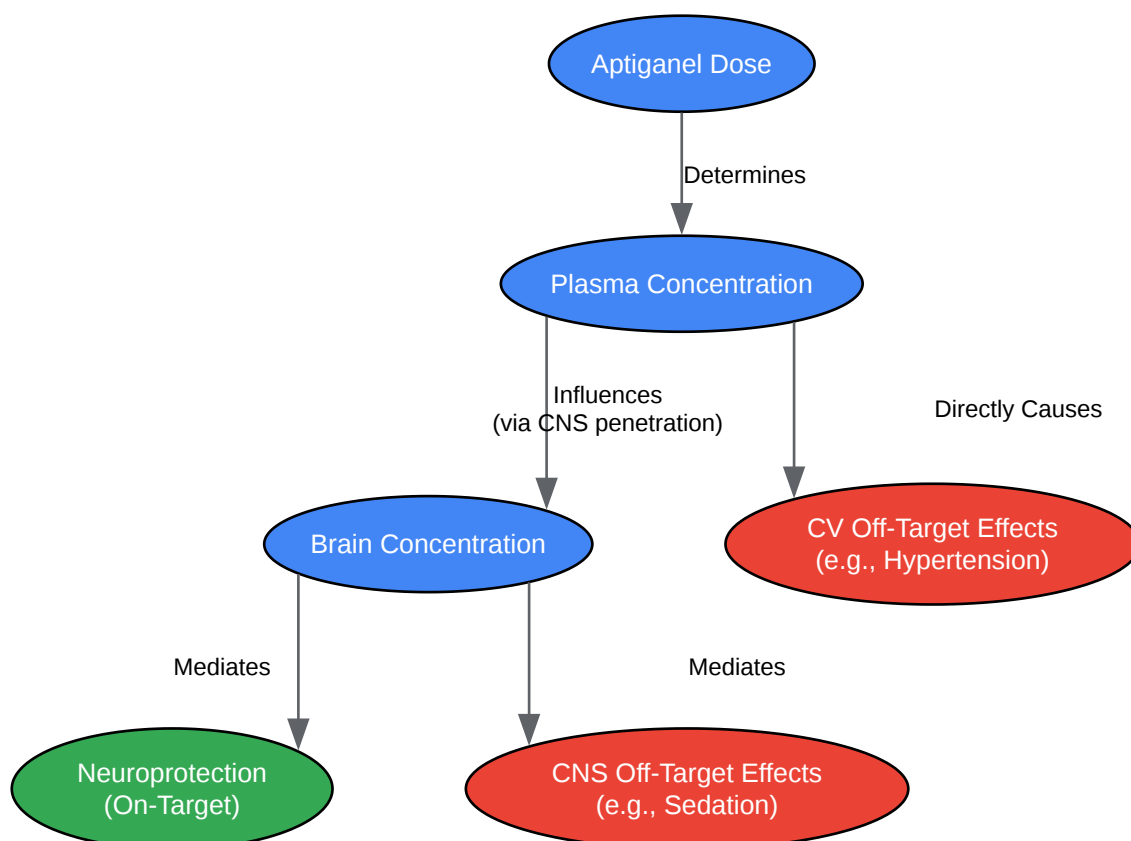 Aptiganel Dose
Determines
Plasma Concentration
Influences
(via CNS penetration)
Directly Causes
Brain Concentration
CV Off-Target Effects
(e.g., Hypertension)
Mediates
Mediates
Neuroprotection
(On-Target)
CNS Off-Target Effects
(e.g., Sedation)